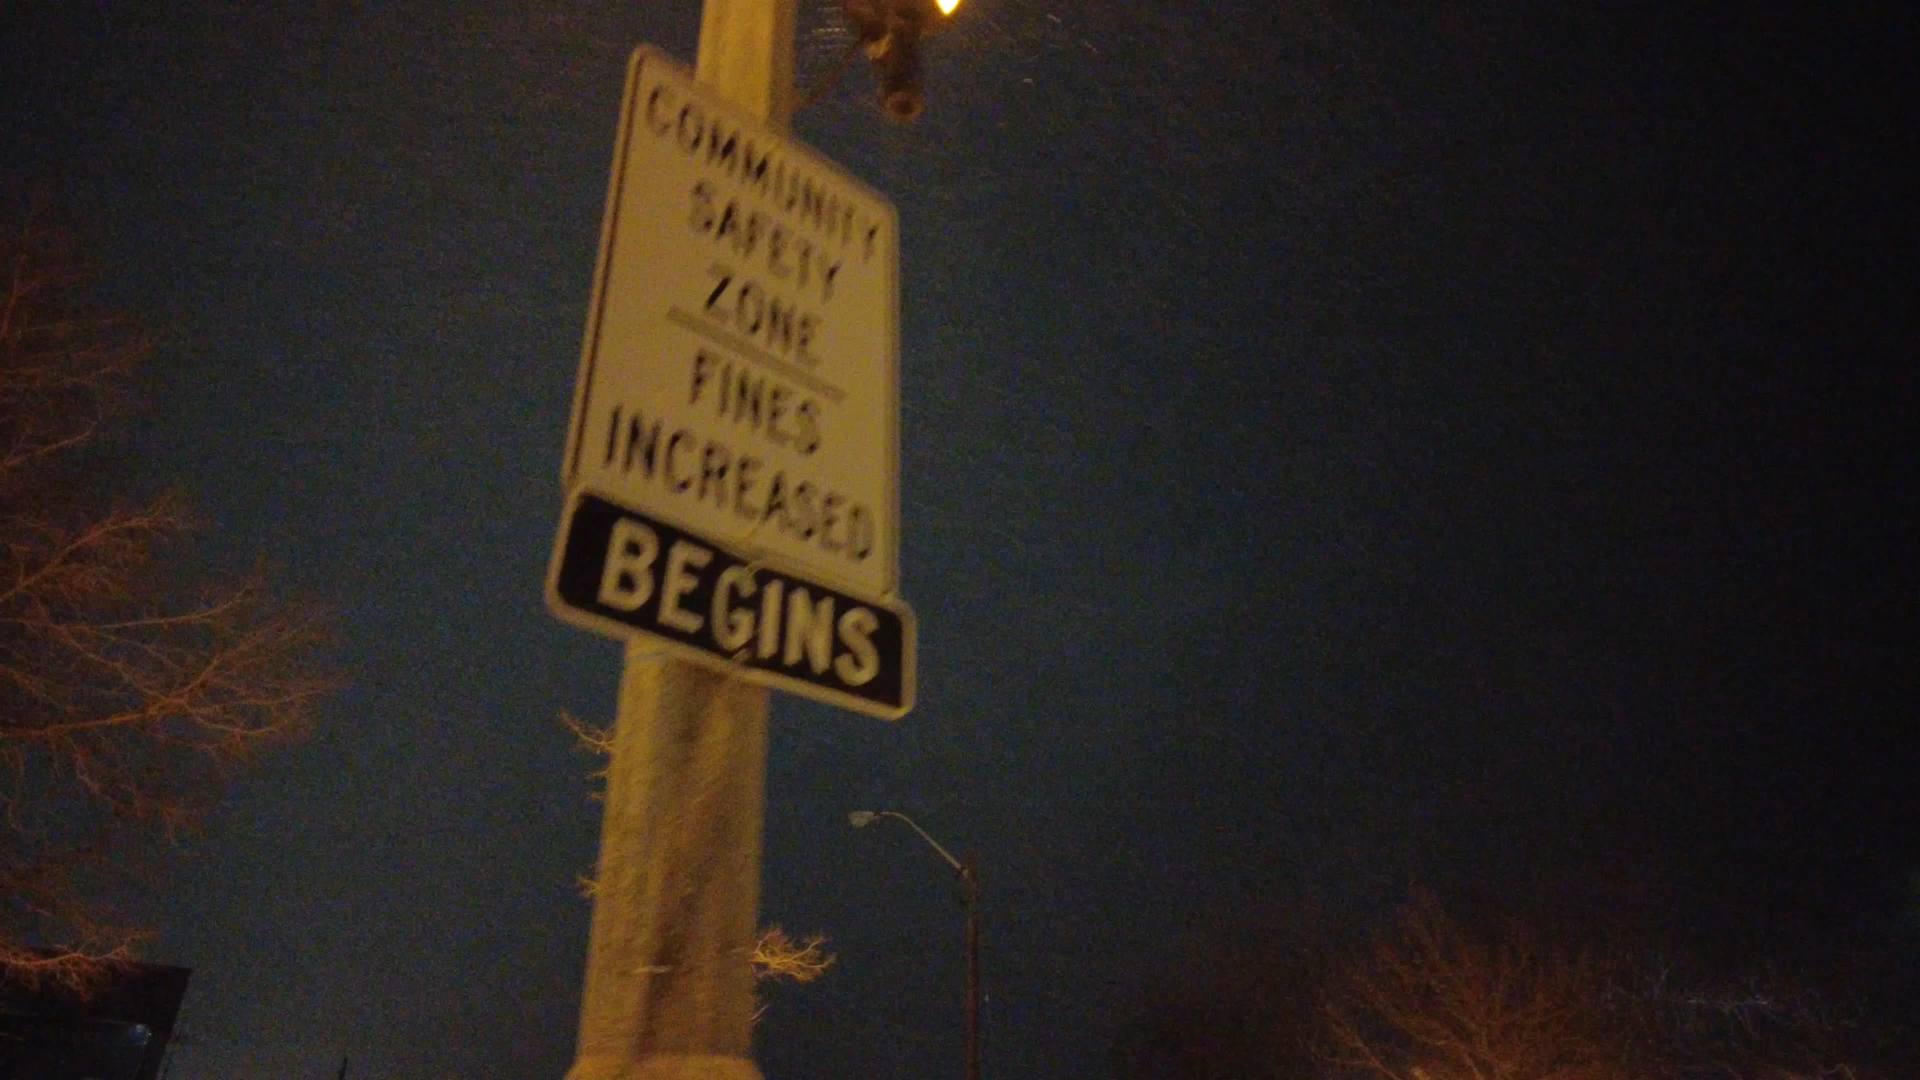 COMMUNITY
SAFETY
ZONE
FINES
INCREASED
BEGINS